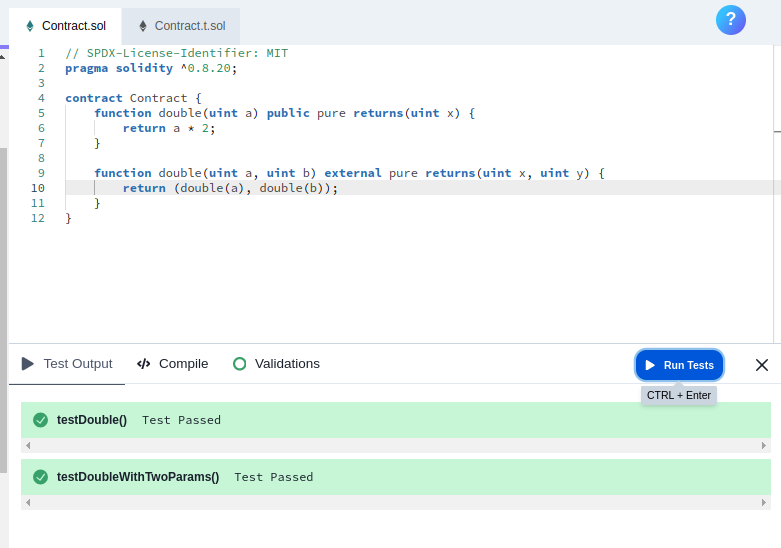 Contract.sol Contract.t.sol ?
1 // SPDX-License-Identifier: MIT
2 pragma solidity ^0.8.20;
3
4 contract Contract {
5     function double(uint a) public pure returns(uint x) {
6         return a * 2;
7     }
8
9     function double(uint a, uint b) external pure returns(uint x, uint y) {
10         return (double(a), double(b));
11     }
12 }
Test Output </> Compile Validations Run Tests
CTRL + Enter
testDouble() Test Passed
testDoubleWithTwoParams() Test Passed